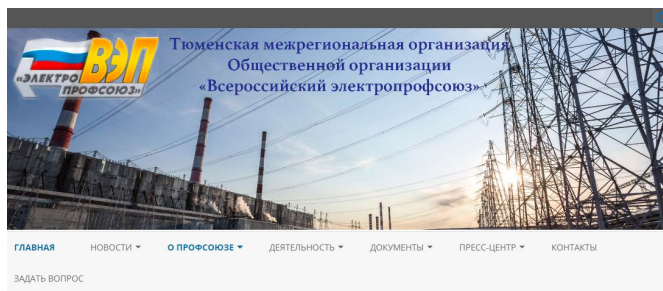 Тюменская межрегиональная организация
Общественной организации
«Всероссийский электропрофсоюз»
ВЭП
«ЭЛЕКТРО
ПРОФСОЮЗ»
ГЛАВНАЯ НОВОСТИ О ПРОФСОЮЗЕ ДЕЯТЕЛЬНОСТЬ ДОКУМЕНТЫ ПРЕСС-ЦЕНТР КОНТАКТЫ
ЗАДАТЬ ВОПРОС